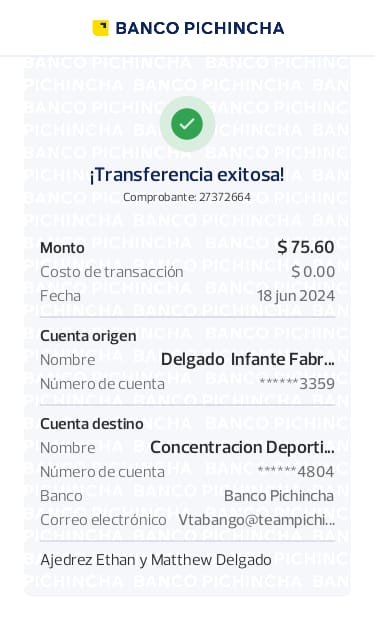 BANCO PICHINCHA
¡Transferencia exitosa!
Comprobante: 27372664
Monto $ 75.60
Costo de transacción $ 0.00
Fecha 18 jun 2024
Cuenta origen
Nombre Delgado Infante Fabr...
Número de cuenta ******3359
Cuenta destino
Nombre Concentracion Deporti...
Número de cuenta ******4804
Banco Banco Pichincha
Correo electrónico Vtabango@teampichi...
Ajedrez Ethan y Matthew Delgado